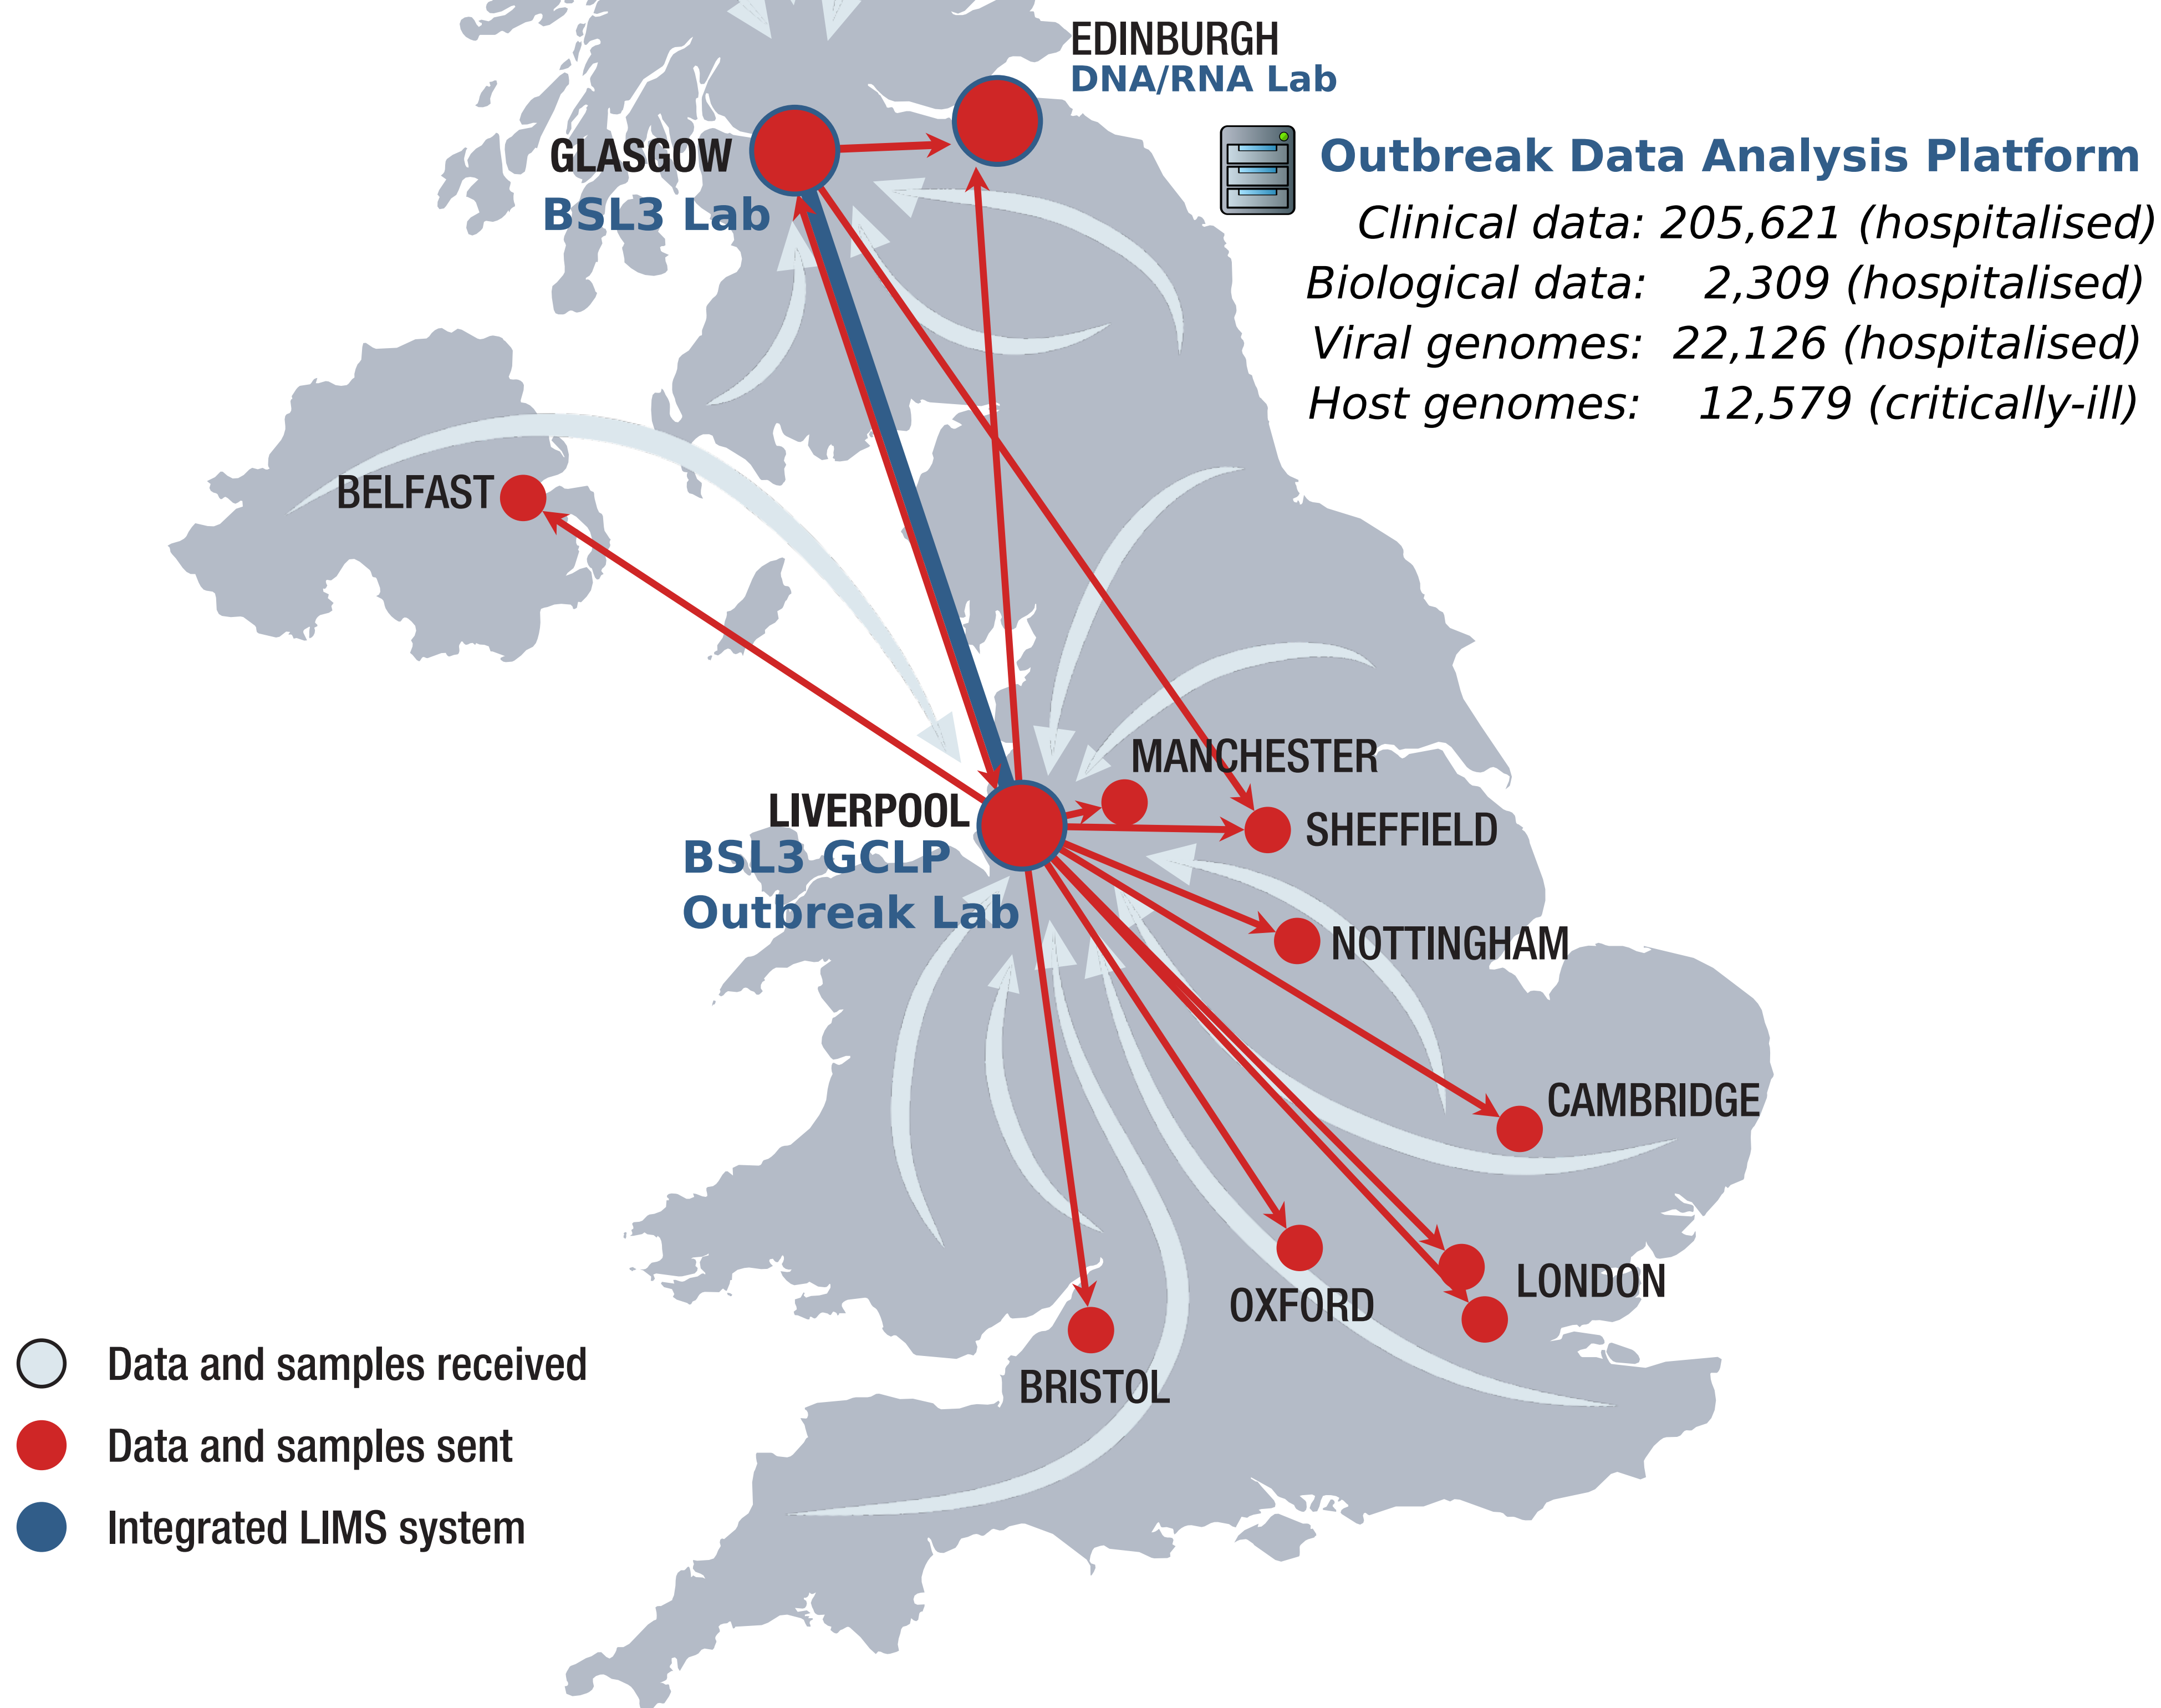 EDINBURGH
DNA/RNA Lab
GLASGOW
BSL3 Lab
Outbreak Data Analysis Platform
Clinical data: 205,621 (hospitalised)
Biological data: 2,309 (hospitalised)
Viral genomes: 22,126 (hospitalised)
Host genomes: 12,579 (critically-ill)
BELFAST
MANCHESTER
LIVERPOOL
BSL3 GCLP
Outbreak Lab
SHEFFIELD
NOTTINGHAM
CAMBRIDGE
LONDON
OXFORD
BRISTOL
Data and samples received
Data and samples sent
Integrated LIMS system